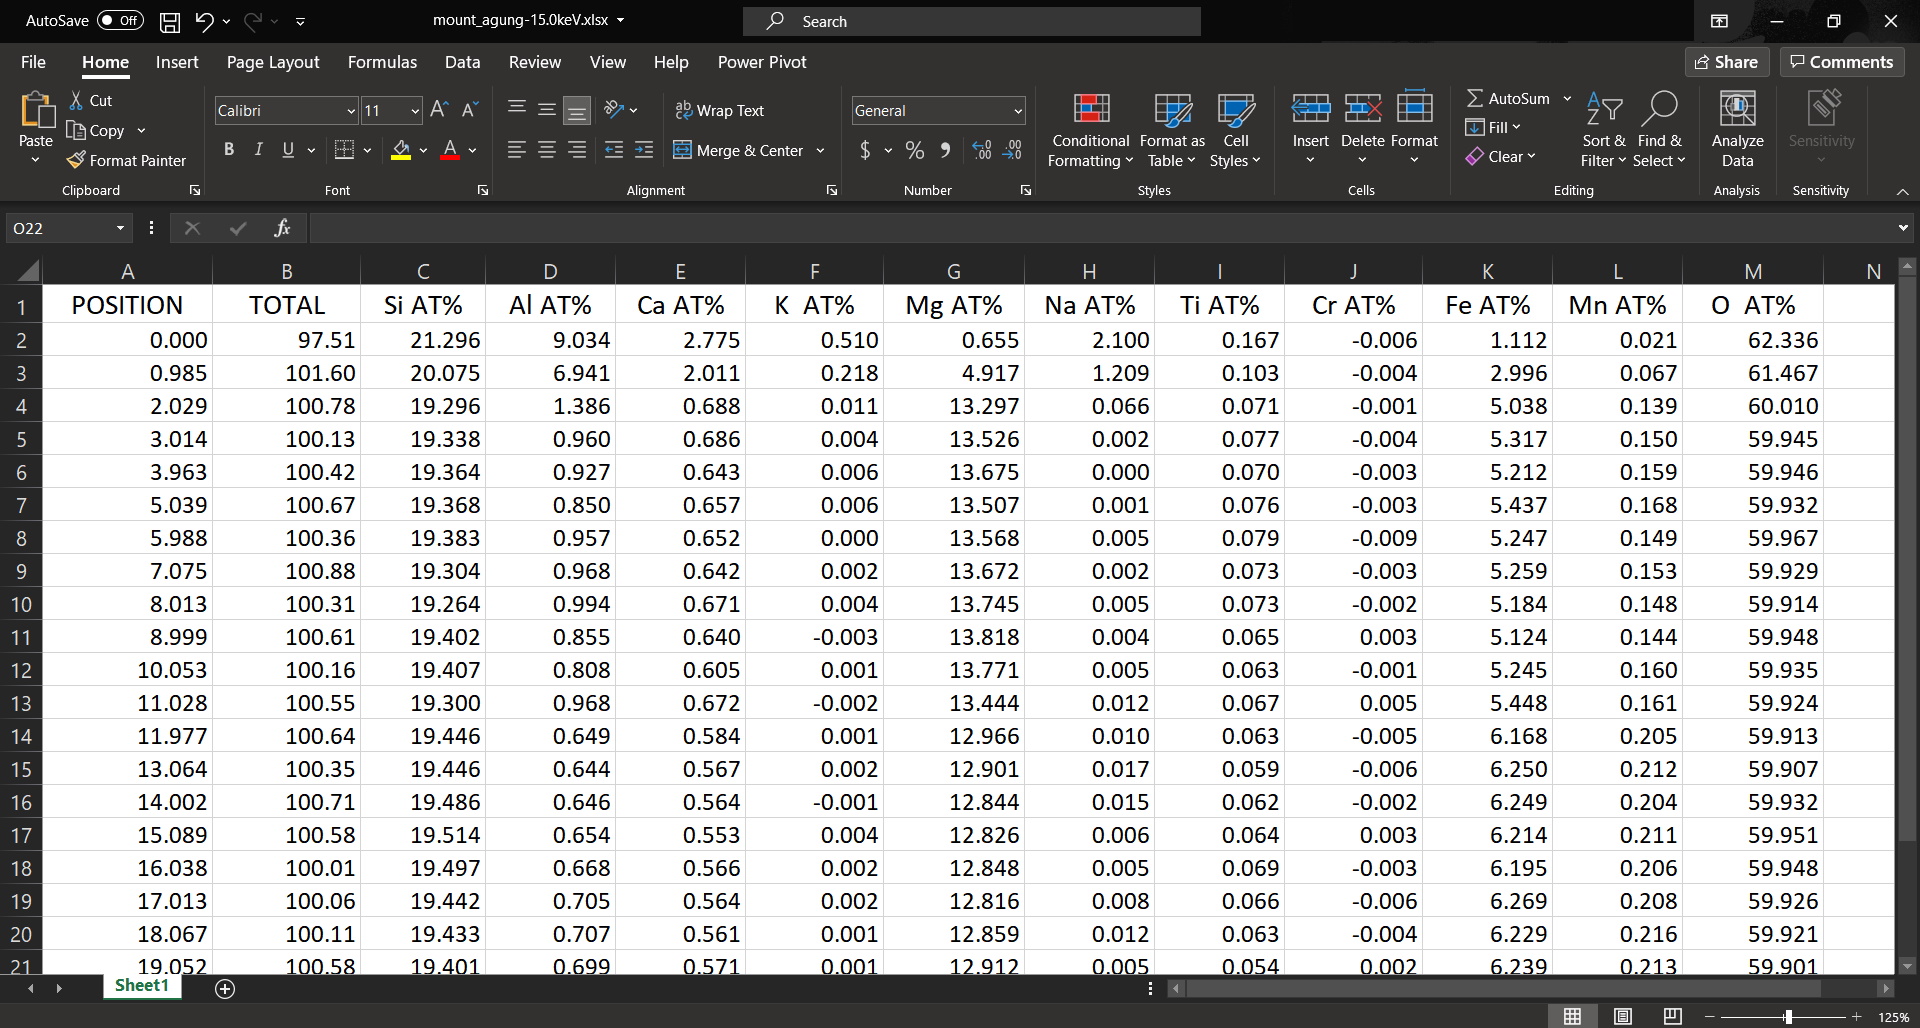 AutoSave Off mount_agung-15.0keV.xlsx Search
File Home Insert Page Layout Formulas Data Review View Help Power Pivot Share Comments
Paste Cut Copy Format Painter
Clipboard
Calibri 11
B I U A
Font
Wrap Text
Merge & Center
Alignment
General
$ % 9
Number
Conditional Formatting Format as Table Cell Styles
Styles
Insert Delete Format
Cells
AutoSum
Fill
Clear
Sort & Filter Find & Select
Editing
Analyze Data
Analysis
Sensitivity
Sensitivity
O22 fx
A B C D E F G H I J K L M N
1 POSITION TOTAL Si AT% Al AT% Ca AT% K AT% Mg AT% Na AT% Ti AT% Cr AT% Fe AT% Mn AT% O AT%
2 0.000 97.51 21.296 9.034 2.775 0.510 0.655 2.100 0.167 -0.006 1.112 0.021 62.336
3 0.985 101.60 20.075 6.941 2.011 0.218 4.917 1.209 0.103 -0.004 2.996 0.067 61.467
4 2.029 100.78 19.296 1.386 0.688 0.011 13.297 0.066 0.071 -0.001 5.038 0.139 60.010
5 3.014 100.13 19.338 0.960 0.686 0.004 13.526 0.002 0.077 -0.004 5.317 0.150 59.945
6 3.963 100.42 19.364 0.927 0.643 0.006 13.675 0.000 0.070 -0.003 5.212 0.159 59.946
7 5.039 100.67 19.368 0.850 0.657 0.006 13.507 0.001 0.076 -0.003 5.437 0.168 59.932
8 5.988 100.36 19.383 0.957 0.652 0.000 13.568 0.005 0.079 -0.009 5.247 0.149 59.967
9 7.075 100.88 19.304 0.968 0.642 0.002 13.672 0.002 0.073 -0.003 5.259 0.153 59.929
10 8.013 100.31 19.264 0.994 0.671 0.004 13.745 0.005 0.073 -0.002 5.184 0.148 59.914
11 8.999 100.61 19.402 0.855 0.640 -0.003 13.818 0.004 0.065 0.003 5.124 0.144 59.948
12 10.053 100.16 19.407 0.808 0.605 0.001 13.771 0.005 0.063 -0.001 5.245 0.160 59.935
13 11.028 100.55 19.300 0.968 0.672 -0.002 13.444 0.012 0.067 0.005 5.448 0.161 59.924
14 11.977 100.64 19.446 0.649 0.584 0.001 12.966 0.010 0.063 -0.005 6.168 0.205 59.913
15 13.064 100.35 19.446 0.644 0.567 0.002 12.901 0.017 0.059 -0.006 6.250 0.212 59.907
16 14.002 100.71 19.486 0.646 0.564 -0.001 12.844 0.015 0.062 -0.002 6.249 0.204 59.932
17 15.089 100.58 19.514 0.654 0.553 0.004 12.826 0.006 0.064 0.003 6.214 0.211 59.951
18 16.038 100.01 19.497 0.668 0.566 0.002 12.848 0.005 0.069 -0.003 6.195 0.206 59.948
19 17.013 100.06 19.442 0.705 0.564 0.002 12.816 0.008 0.066 -0.006 6.269 0.208 59.926
20 18.067 100.11 19.433 0.707 0.561 0.001 12.859 0.012 0.063 -0.004 6.229 0.216 59.921
21 19.052 100.58 19.401 0.699 0.571 0.001 12.912 0.005 0.054 0.002 6.239 0.213 59.901
Sheet1
125%